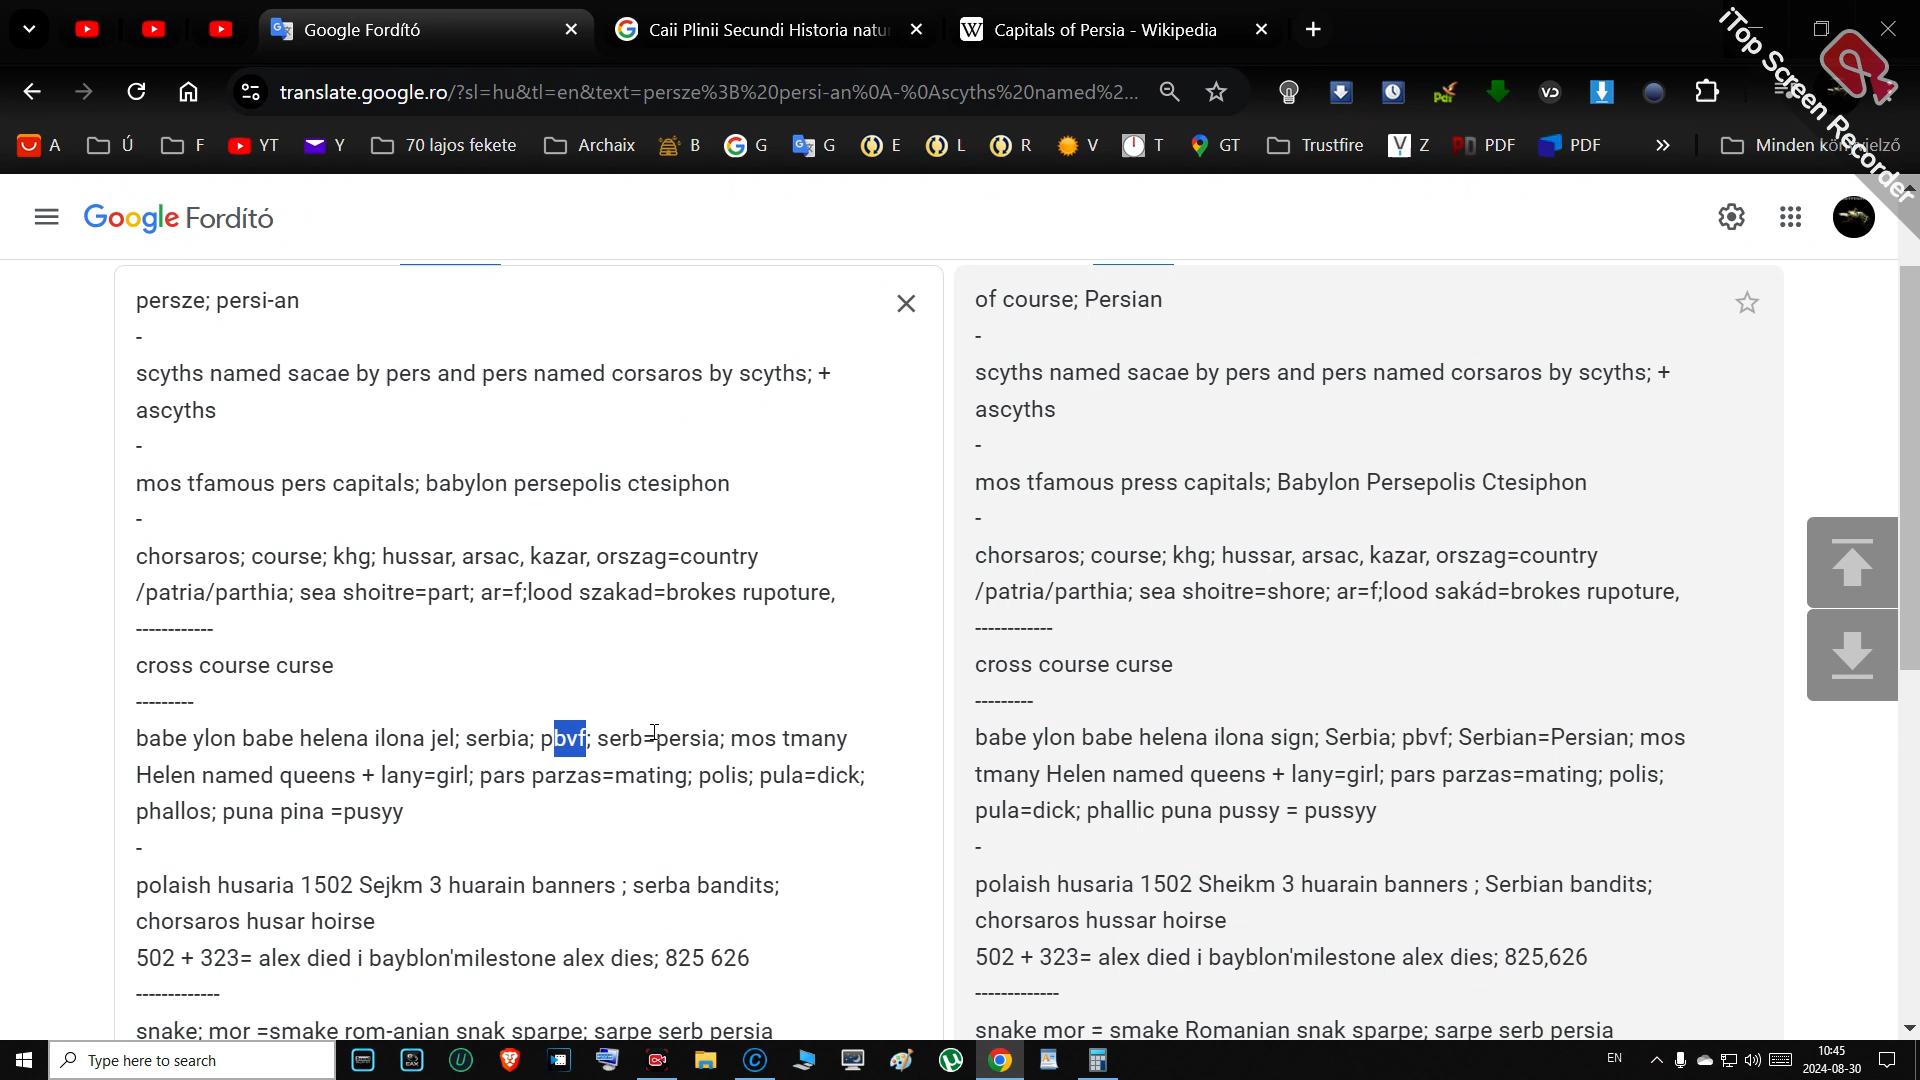 Google Fordító
Caii Plinii Secundi Historia natu
Capitals of Persia - Wikipedia
translate.google.ro/?sl=hu&tl=en&text=persze%3B%20persi-an%0A-%0Ascyths%20named%2...
A
Ú
F
YT
Y
70 lajos fekete
Archaix
B
G
G
E
L
R
V
T
GT
Trustfire
Z
PDF
PDF
»
Minden könyvjelző
iTop Screen Recorder
Google Fordító
persze; persi-an
-
scyths named sacae by pers and pers named corsaros by scyths; +
ascyths
-
mos tfamous pers capitals; babylon persepolis ctesiphon
-
chorsaros; course; khg; hussar, arsac, kazar, orszag=country
/patria/parthia; sea shoitre=part; ar=f;lood szakad=brokes rupoture,
------------
cross course curse
---------
babe ylon babe helena ilona jel; serbia; pbvf; serb=persia; mos tmany
Helen named queens + lany=girl; pars parzas=mating; polis; pula=dick;
phallos; puna pina =pusyy
-
polaish husaria 1502 Sejkm 3 huarain banners ; serba bandits;
chorsaros husar hoirse
502 + 323= alex died i bayblon'milestone alex dies; 825 626
-------------
snake; mor =smake rom-anian snak sparpe; sarpe serb persia
of course; Persian
-
scyths named sacae by pers and pers named corsaros by scyths; +
ascyths
-
mos tfamous press capitals; Babylon Persepolis Ctesiphon
-
chorsaros; course; khg; hussar, arsac, kazar, orszag=country
/patria/parthia; sea shoitre=shore; ar=f;lood sakád=brokes rupoture,
------------
cross course curse
---------
babe ylon babe helena ilona sign; Serbia; pbvf; Serbian=Persian; mos
tmany Helen named queens + lany=girl; pars parzas=mating; polis;
pula=dick; phallic puna pussy = pussyy
-
polaish husaria 1502 Sheikm 3 huarain banners ; Serbian bandits;
chorsaros hussar hoirse
502 + 323= alex died i bayblon'milestone alex dies; 825,626
-------------
snake mor = smake Romanian snak sparpe; sarpe serb persia
Type here to search
EN
10:45
2024-08-30